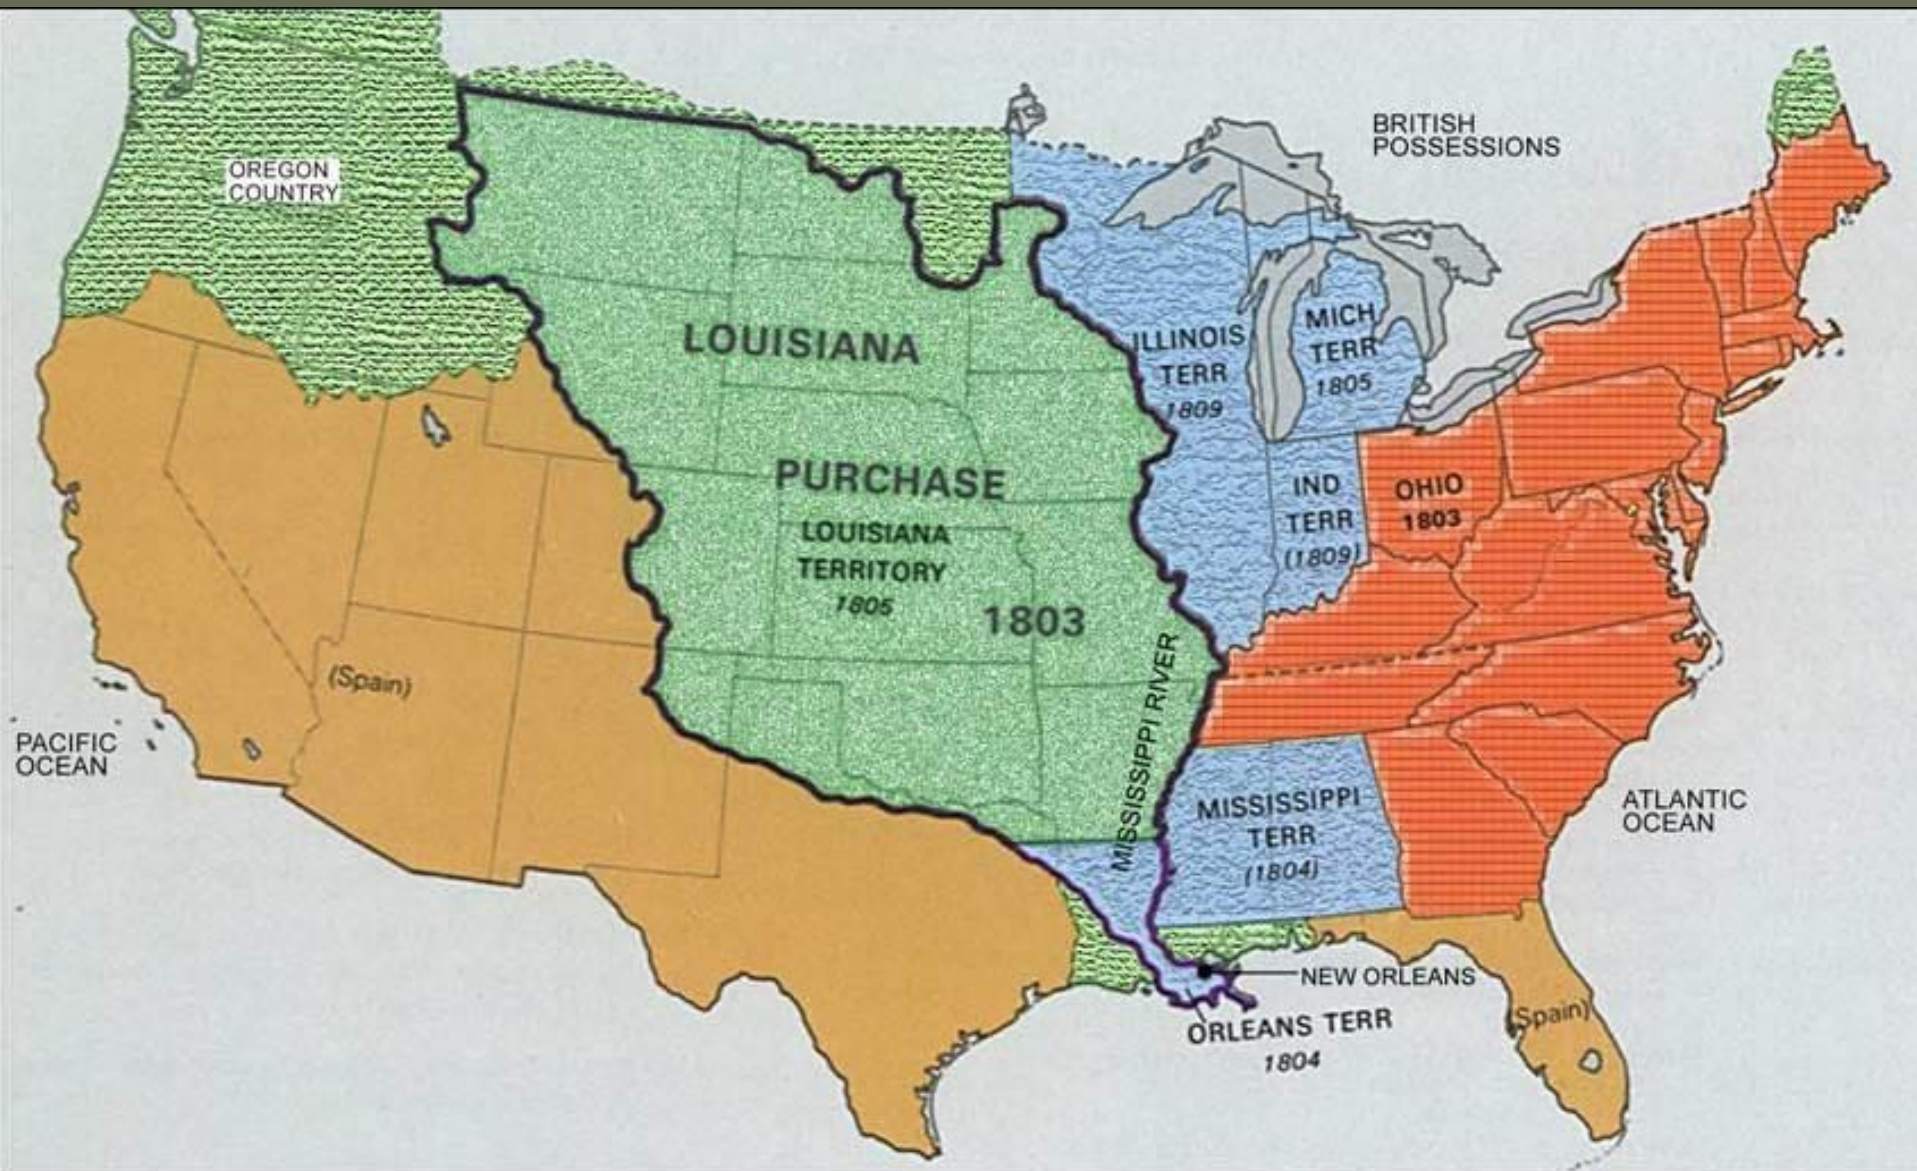 BRITISH
POSSESSIONS
OREGON
COUNTRY
LOUISIANA
PURCHASE
LOUISIANA
TERRITORY
1805
1803
ILLINOIS
TERR
1809
MICH
TERR
1805
IND
TERR
(1809)
OHIO
1803
MISSISSIPPI RIVER
(Spain)
PACIFIC
OCEAN
MISSISSIPPI
TERR
(1804)
ATLANTIC
OCEAN
NEW ORLEANS
ORLEANS TERR
1804
(Spain)